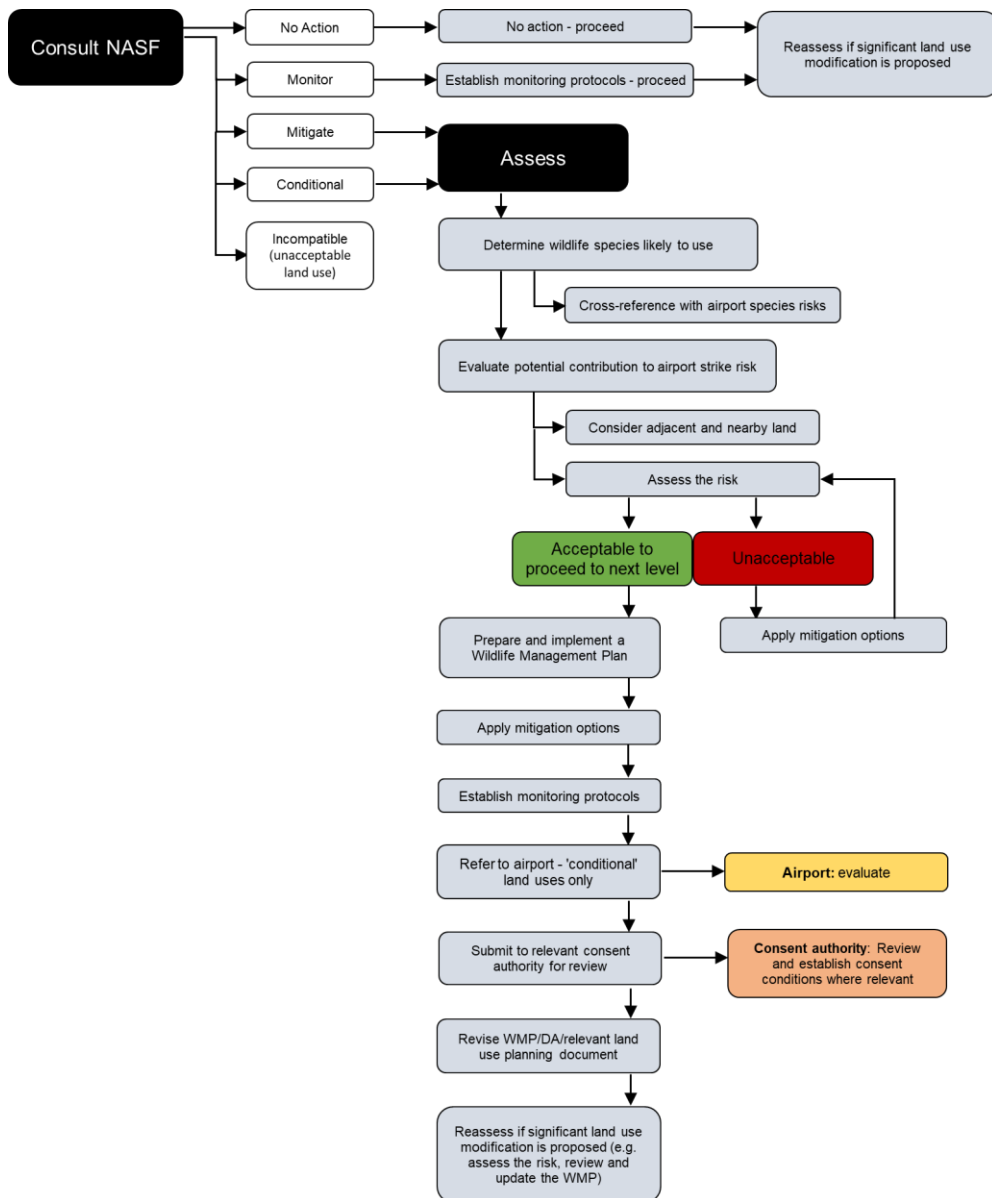 Consult NASF
No Action
No action - proceed
Reassess if significant land use
modification is proposed
Monitor
Establish monitoring protocols - proceed
Mitigate
Conditional
Assess
Incompatible
(unacceptable
land use)
Determine wildlife species likely to use
Cross-reference with airport species risks
Evaluate potential contribution to airport strike risk
Consider adjacent and nearby land
Assess the risk
Acceptable to
proceed to next level
Unacceptable
Prepare and implement a
Wildlife Management Plan
Apply mitigation options
Apply mitigation options
Establish monitoring protocols
Refer to airport - 'conditional'
land uses only
Airport: evaluate
Submit to relevant consent
authority for review
Consent authority: Review
and establish consent
conditions where relevant
Revise WMP/DA/relevant land
use planning document
Reassess if significant land use
modification is proposed (e.g.
assess the risk, review and
update the WMP)